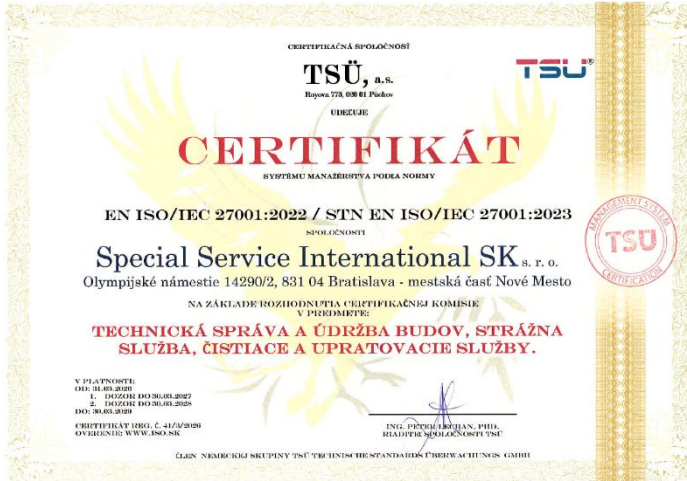 CERTIFIKAČNÁ SPOLOČNOSŤ
TSÜ, a.s.
TSÜ®
Royova 773, 020 01 Púchov
UDEĽUJE
CERTIFIKÁT
SYSTÉMU MANAŽÉRSTVA PODĽA NORMY
EN ISO/IEC 27001:2022 / STN EN ISO/IEC 27001:2023
SPOLOČNOSTI
Special Service International SK s. r. o.
Olympijské námestie 14290/2, 831 04 Bratislava - mestská časť Nové Mesto
MANAGEMENT SYSTEM
TSÜ
CERTIFICATION
NA ZÁKLADE ROZHODNUTIA CERTIFIKAČNEJ KOMISIE
V PREDMETE:
TECHNICKÁ SPRÁVA A ÚDRŽBA BUDOV, STRÁŽNA
SLUŽBA, ČISTIACE A UPRATOVACIE SLUŽBY.
V PLATNOSTI:
OD: 31.03.2026
1. DOZOR DO 30.03.2027
2. DOZOR DO 30.03.2028
DO: 30.03.2029
CERTIFIKÁT REG. Č. 41/3/2026
OVERENIE: WWW.ISO.SK
ING. PETER LECHAN, PHD.
RIADITEĽ SPOLOČNOSTI TSÜ
ČLEN NEMECKEJ SKUPINY TSÜ TECHNISCHE STANDARDS ÜBERWACHUNGS GMBH